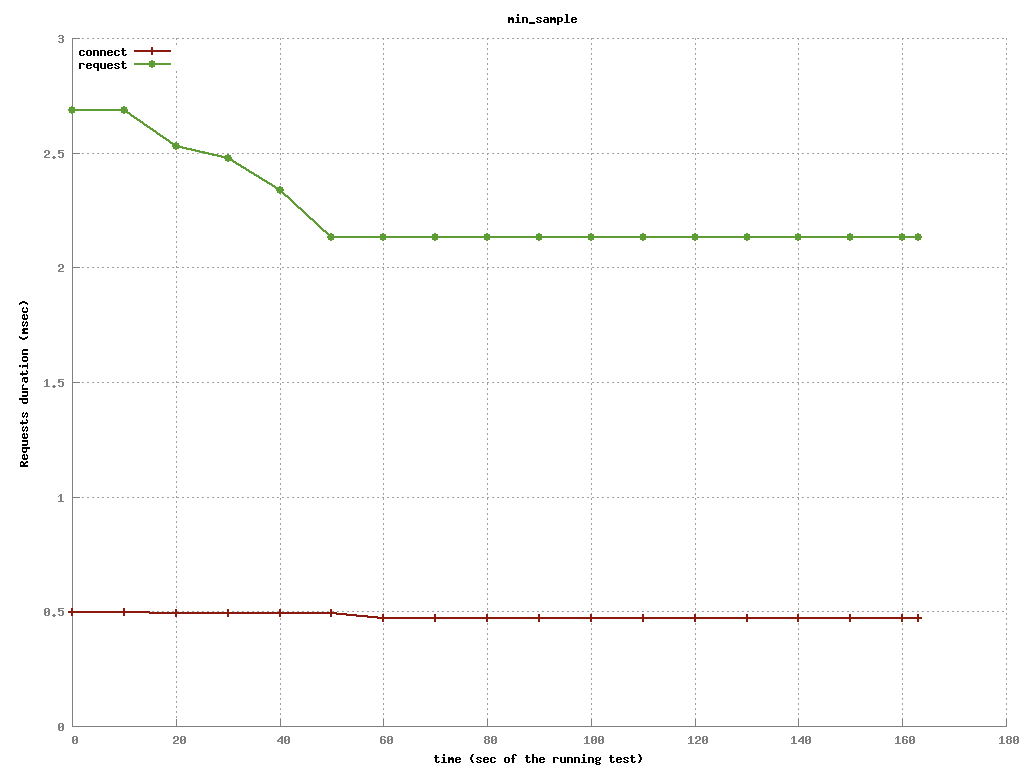 min_sample
3
connect
request
2.5
2
1.5
1
0.5
0
Requests duration (msec)
0 20 40 60 80 100 120 140 160 180
time (sec of the running test)